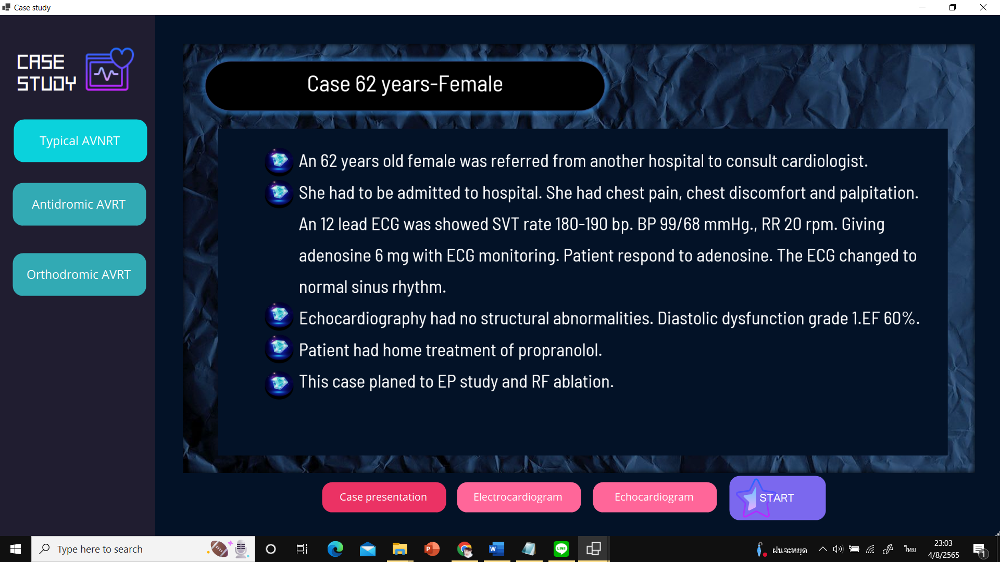 Case study
CASE
STUDY
Typical AVNRT
Antidromic AVRT
Orthodromic AVRT
Case 62 years-Female
An 62 years old female was referred from another hospital to consult cardiologist.
She had to be admitted to hospital. She had chest pain, chest discomfort and palpitation.
An 12 lead ECG was showed SVT rate 180-190 bp. BP 99/68 mmHg., RR 20 rpm. Giving
adenosine 6 mg with ECG monitoring. Patient respond to adenosine. The ECG changed to
normal sinus rhythm.
Echocardiography had no structural abnormalities. Diastolic dysfunction grade 1.EF 60%.
Patient had home treatment of propranolol.
This case planed to EP study and RF ablation.
Case presentation
Electrocardiogram
Echocardiogram
START
Type here to search
P
W
LINE
ฝนจะหยุด
ไทย
23:03
4/8/2565
1